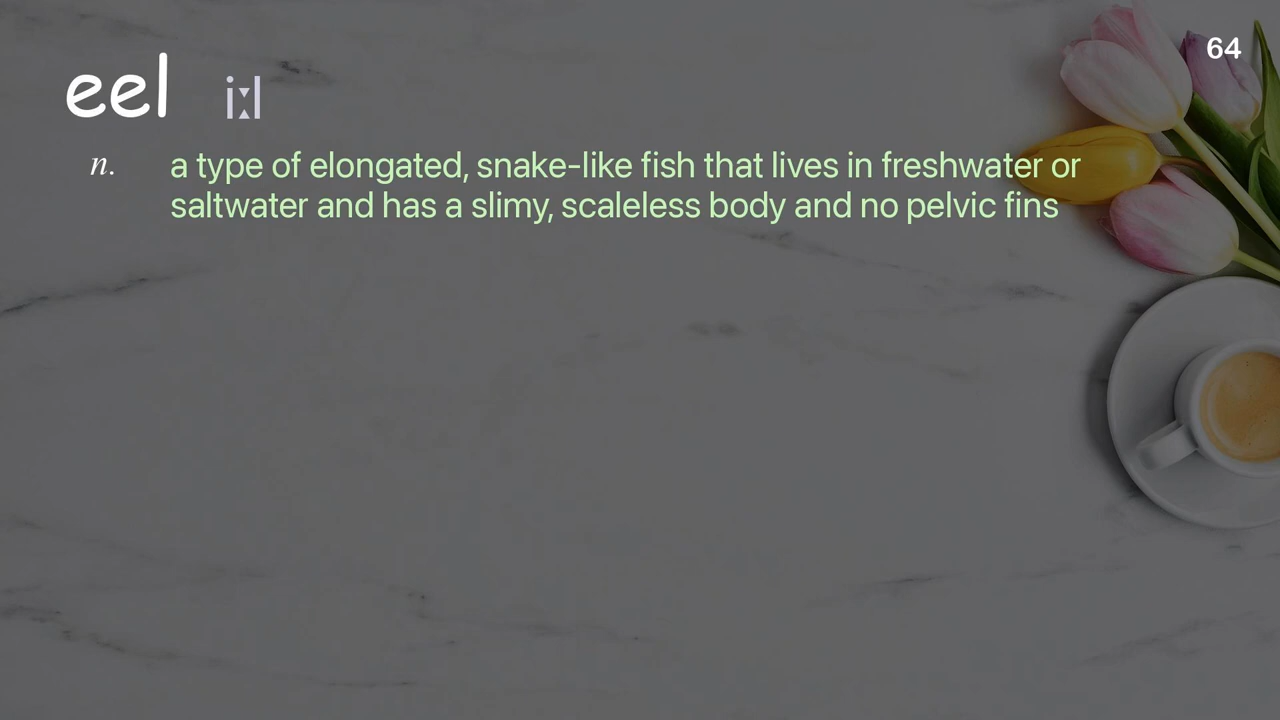 64
eel iːl
n. a type of elongated, snake-like fish that lives in freshwater or
saltwater and has a slimy, scaleless body and no pelvic fins